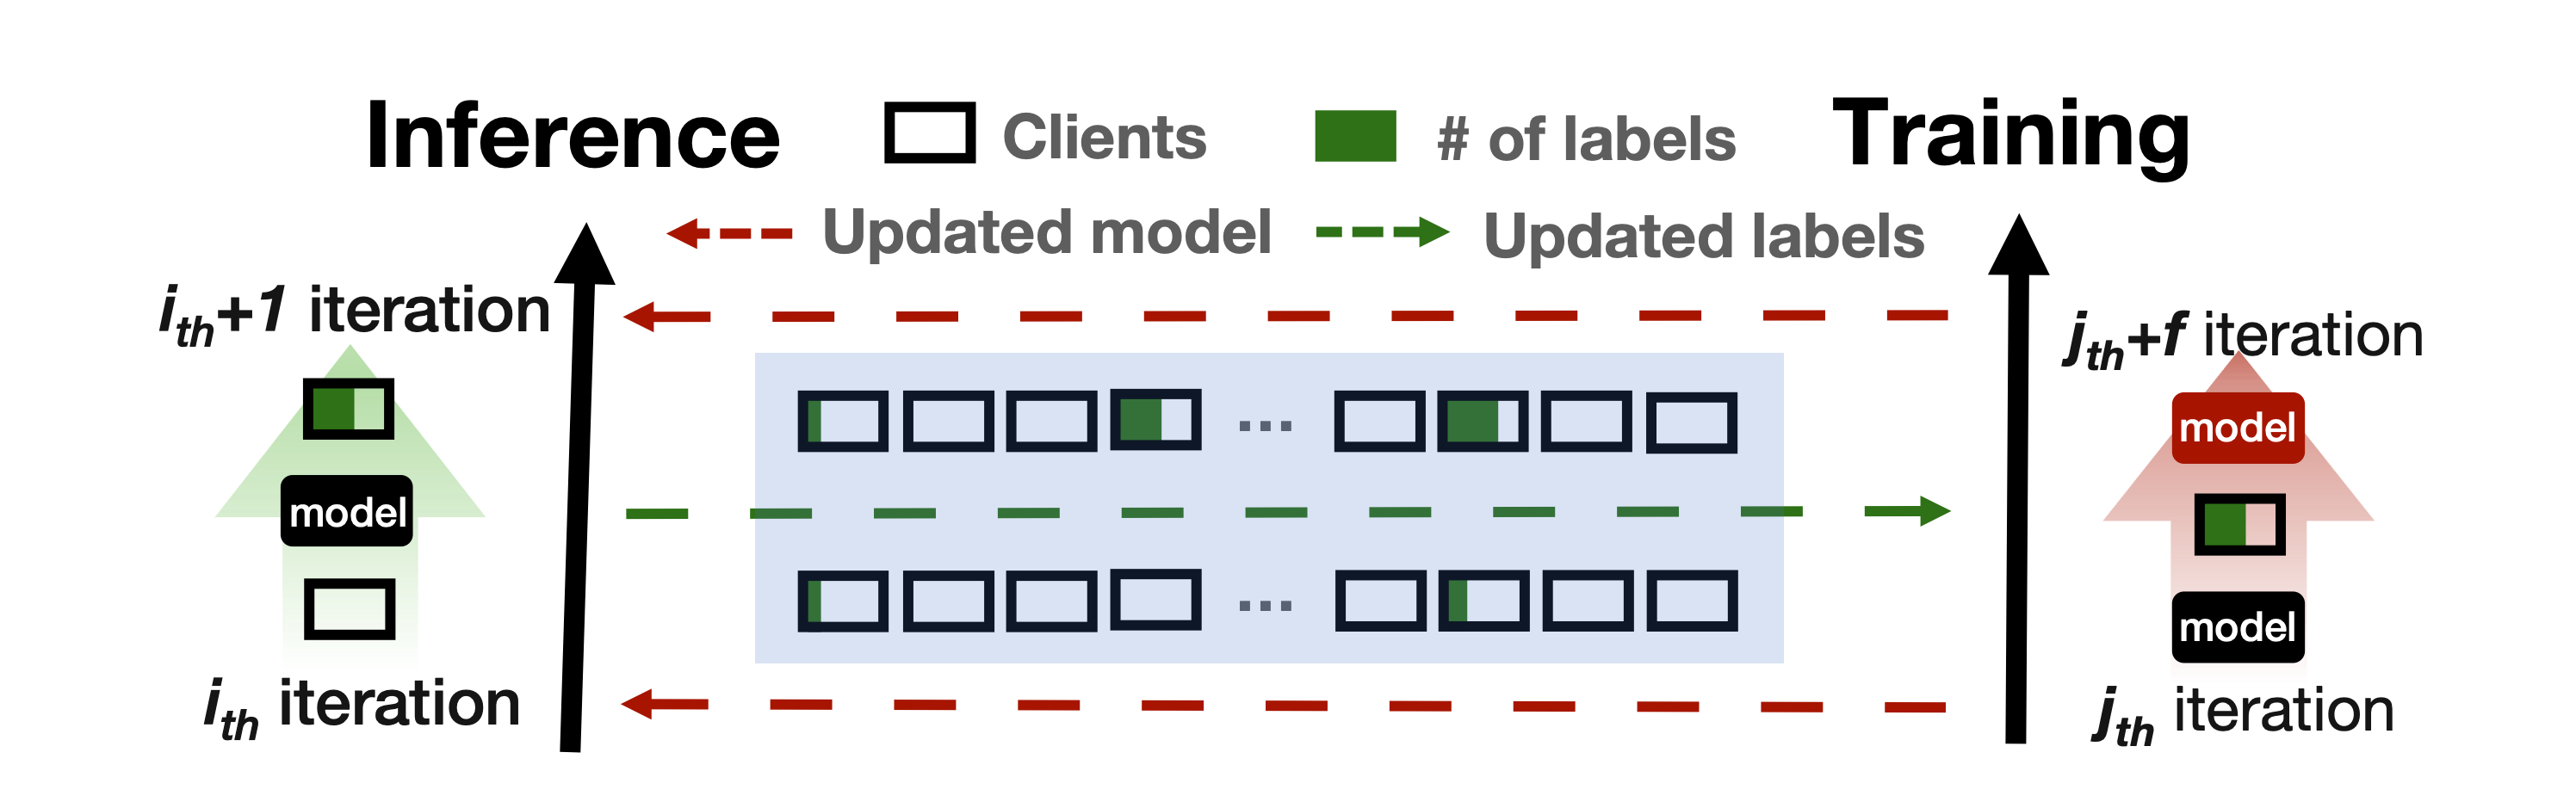 Inference
Clients
# of labels
Training
Updated model
Updated labels
ith+1 iteration
jth+f iteration
...
model
model
...
model
ith iteration
jth iteration